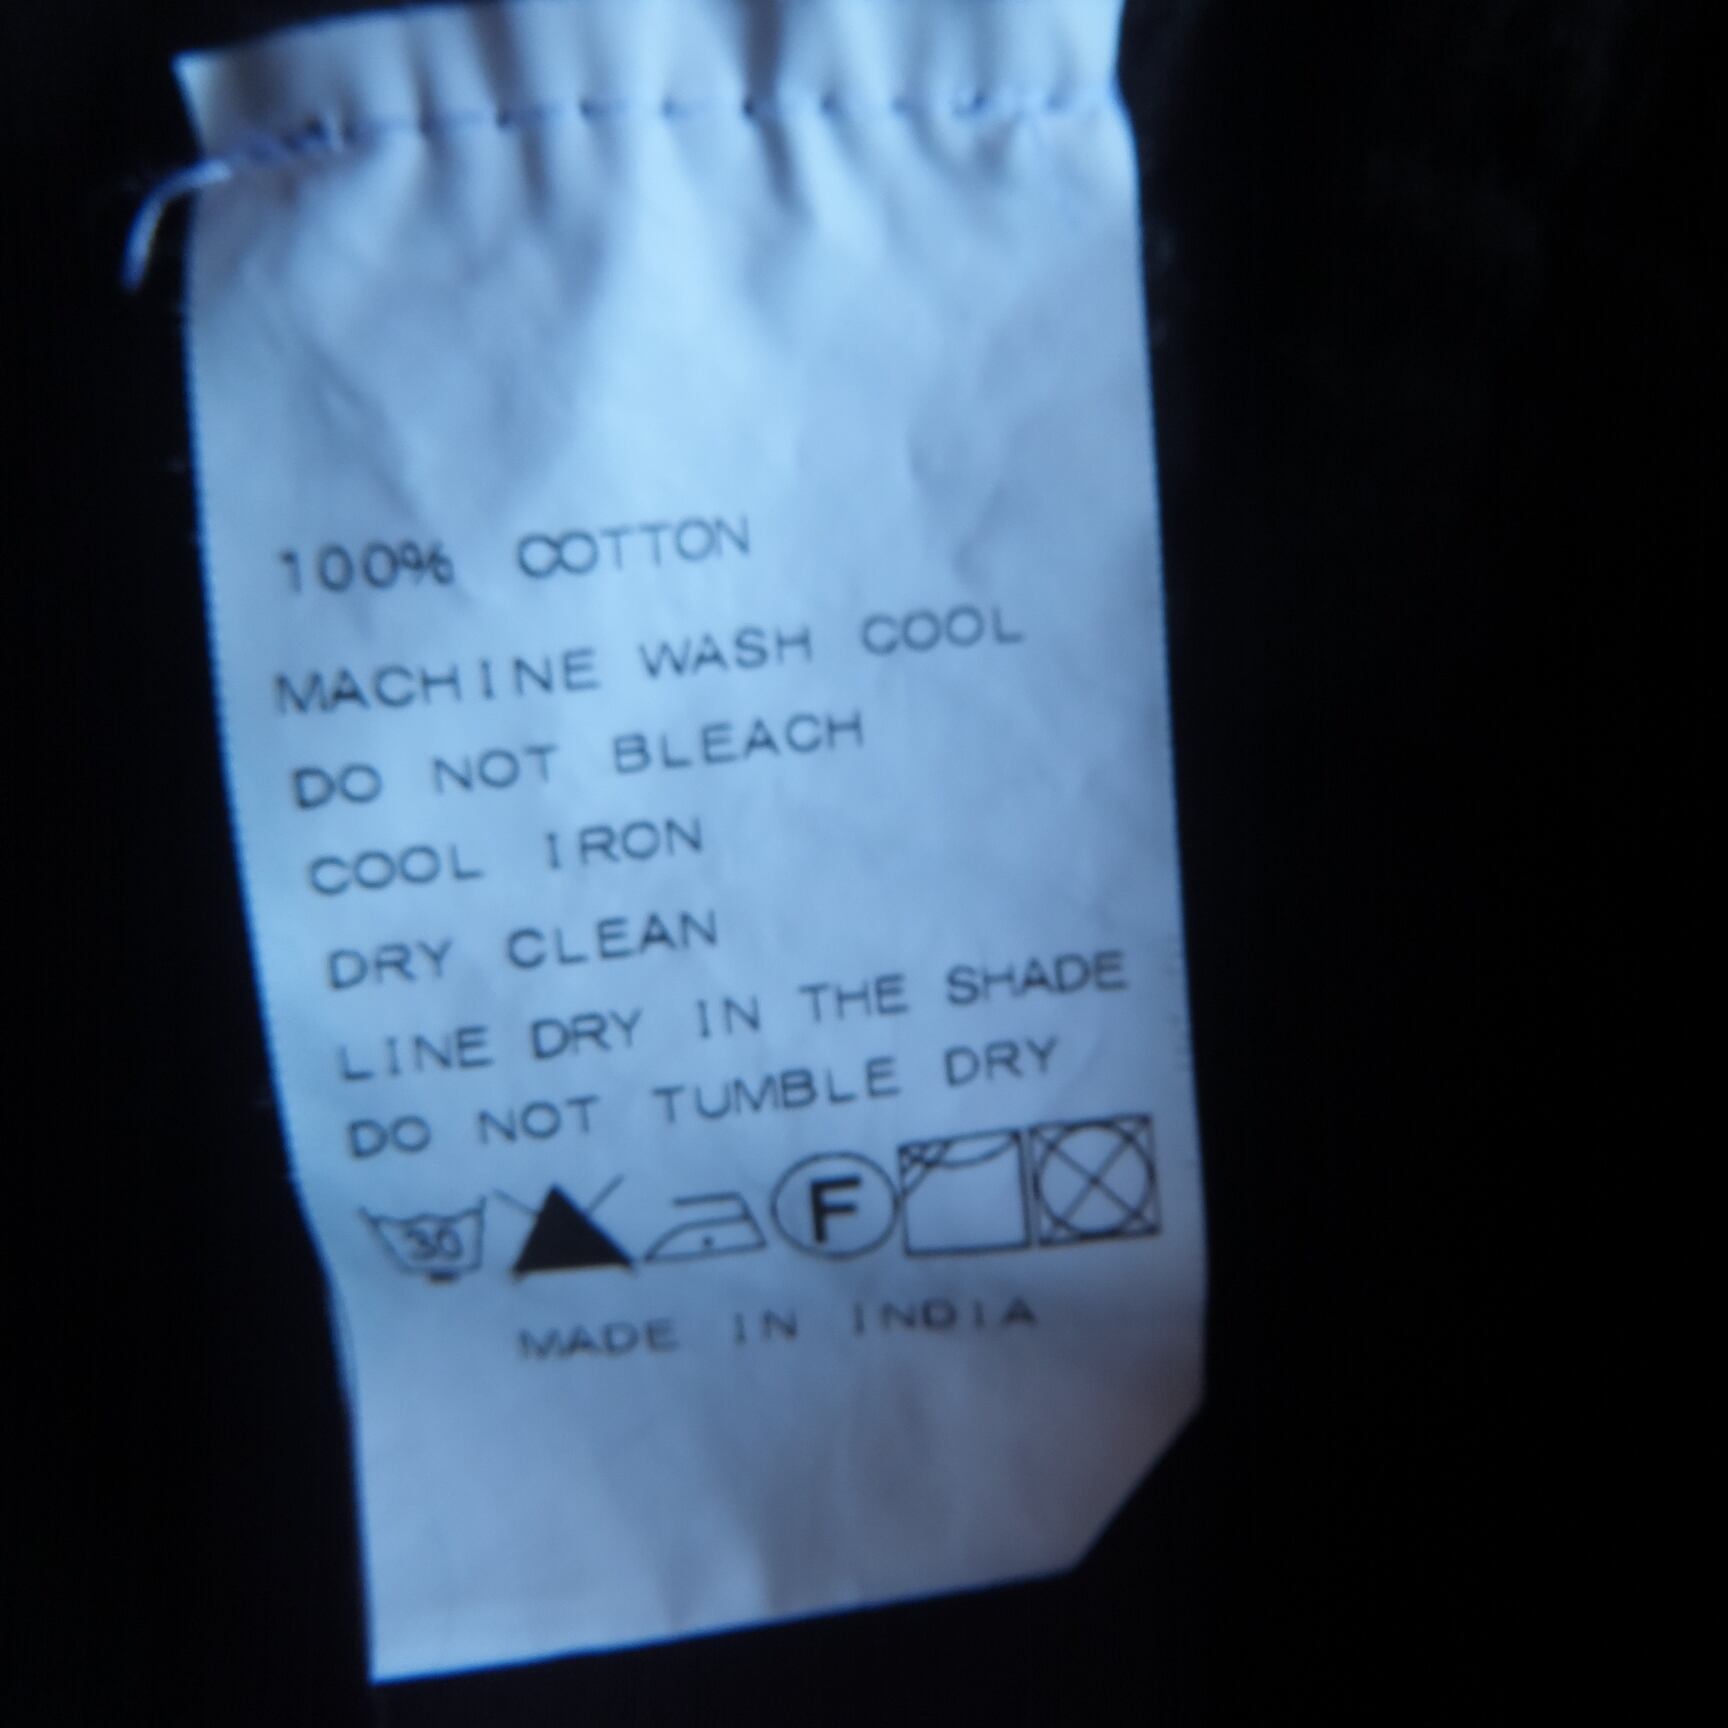 100% COTTON
MACHINE WASH COOL
DO NOT BLEACH
COOL IRON
DRY CLEAN
LINE DRY IN THE SHADE
DO NOT TUMBLE DRY
30 F
MADE IN INDIA